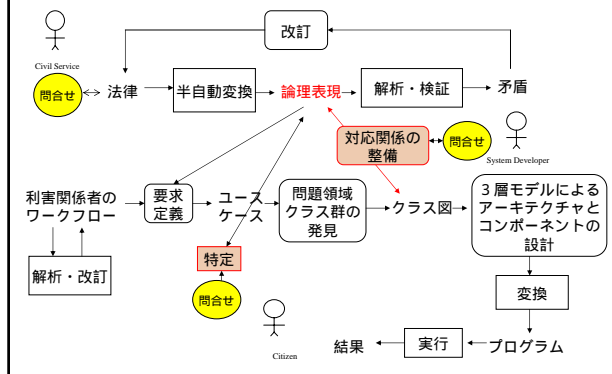 改訂
Civil Service
問合せ
法律
半自動変換
論理表現
解析・検証
矛盾
対応関係の
整備
問合せ
System Developer
利害関係者の
ワークフロー
要求
定義
ユース
ケース
問題領域
クラス群の
発見
クラス図
３層モデルによる
アーキテクチャと
コンポーネントの
設計
解析・改訂
特定
問合せ
Citizen
変換
結果
実行
プログラム